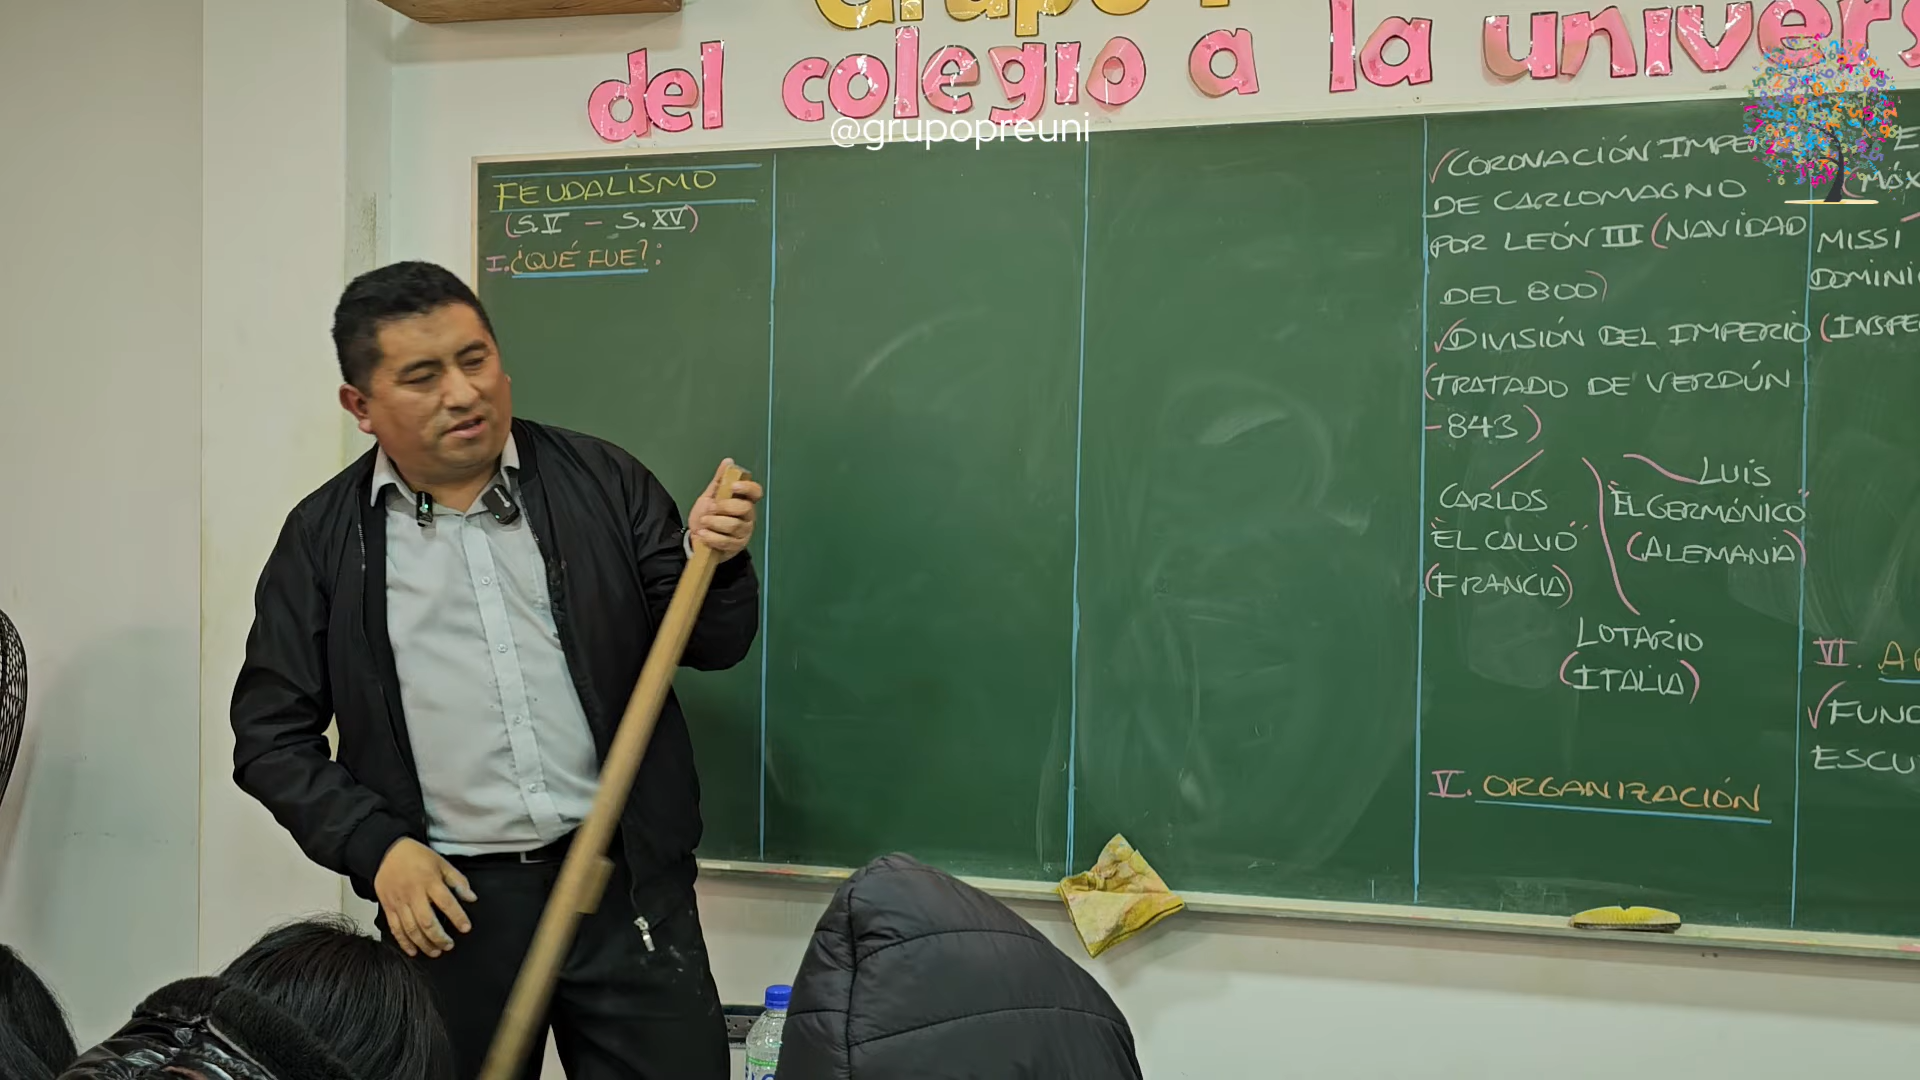 del colegio a la univers
@grupopreuni
FEUDALISMO
(S.V – S.XV)
I. ¿QUÉ FUE?:
✓CORONACIÓN IMPE
DE CARLOMAGNO
POR LEÓN III (NAVIDAD
DEL 800)
✓DIVISIÓN DEL IMPERIO
(TRATADO DE VERDÚN
-843)
CARLOS
"EL CALVO"
(FRANCIA)
LUIS
"EL GERMÁNICO"
(ALEMANIA)
LOTARIO
(ITALIA)
V. ORGANIZACIÓN
(MÁX
MISSI
DOMINI
(INSPE
VI. A
✓FUNC
ESCU